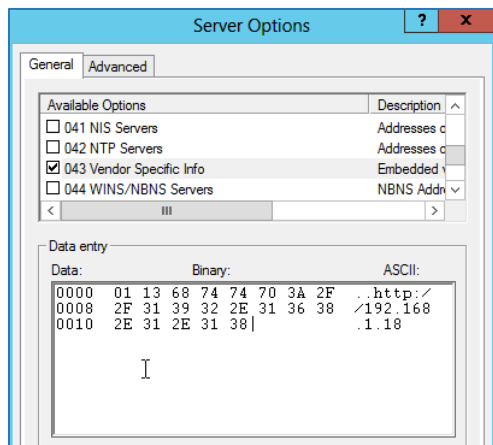 Server Options
? x
General Advanced
Available Options Description
041 NIS Servers Addresses o
042 NTP Servers Addresses o
043 Vendor Specific Info Embedded v
044 WINS/NBNS Servers NBNS Addr
Data entry
Data: Binary: ASCII:
0000 01 13 68 74 74 70 3A 2F ..http:/
0008 2F 31 39 32 2E 31 36 38 /192.168
0010 2E 31 2E 31 38 .1.18